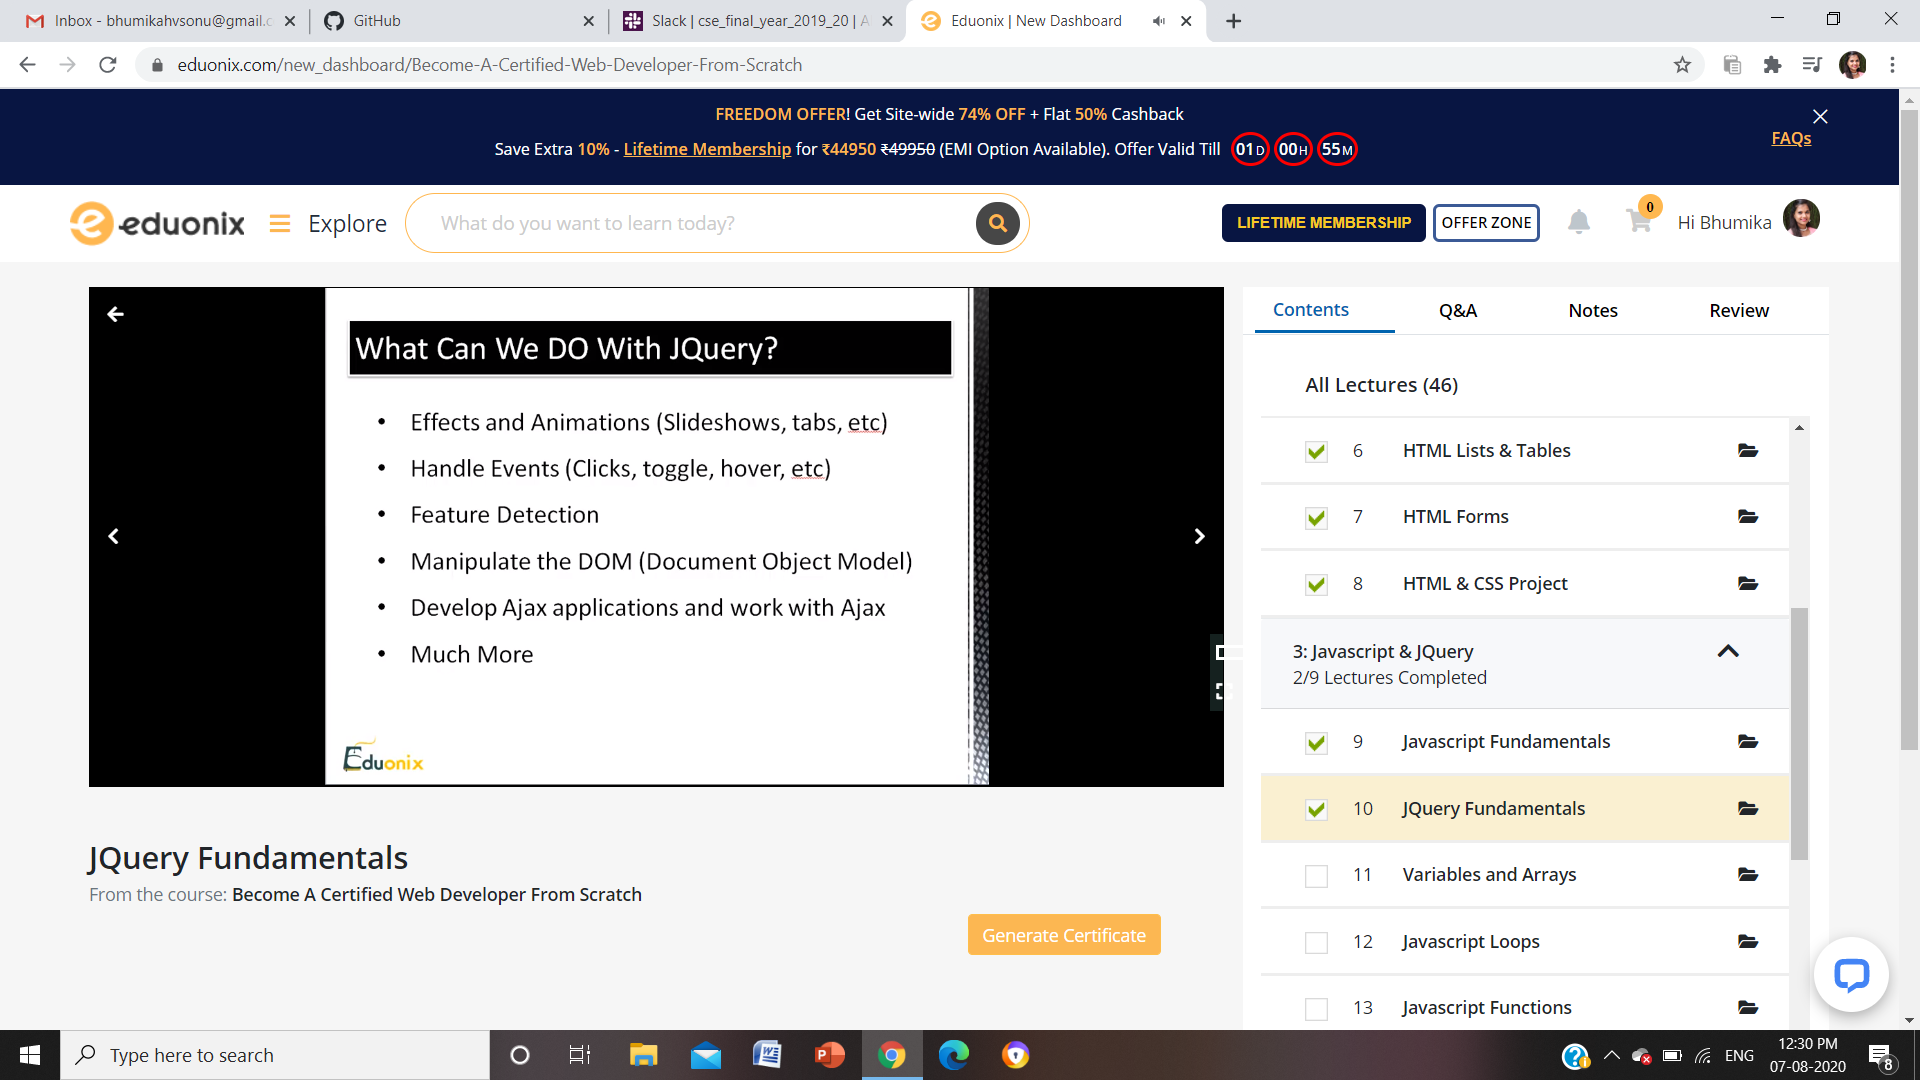 Inbox - bhumikahvsonu@gmail.c
GitHub
Slack | cse_final_year_2019_20 | A
Eduonix | New Dashboard
eduonix.com/new_dashboard/Become-A-Certified-Web-Developer-From-Scratch
FREEDOM OFFER! Get Site-wide 74% OFF + Flat 50% Cashback
Save Extra 10% - Lifetime Membership for ₹44950 ₹49950 (EMI Option Available). Offer Valid Till 01D 00H 55M
FAQs
eduonix
Explore
What do you want to learn today?
LIFETIME MEMBERSHIP
OFFER ZONE
0
Hi Bhumika
What Can We DO With JQuery?
• Effects and Animations (Slideshows, tabs, etc)
• Handle Events (Clicks, toggle, hover, etc)
• Feature Detection
• Manipulate the DOM (Document Object Model)
• Develop Ajax applications and work with Ajax
• Much More
Eduonix
JQuery Fundamentals
From the course: Become A Certified Web Developer From Scratch
Generate Certificate
Contents Q&A Notes Review
All Lectures (46)
6 HTML Lists & Tables
7 HTML Forms
8 HTML & CSS Project
3: Javascript & JQuery
2/9 Lectures Completed
9 Javascript Fundamentals
10 JQuery Fundamentals
11 Variables and Arrays
12 Javascript Loops
13 Javascript Functions
Type here to search
ENG
12:30 PM
07-08-2020
8